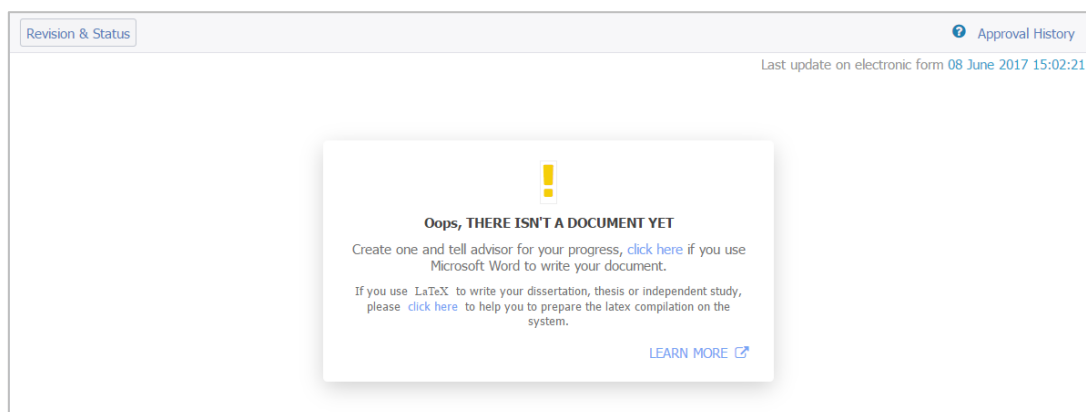 Revision & Status
Approval History
Last update on electronic form 08 June 2017 15:02:21
Oops, THERE ISN'T A DOCUMENT YET
Create one and tell advisor for your progress, click here if you use
Microsoft Word to write your document.
If you use LaTeX to write your dissertation, thesis or independent study,
please click here to help you to prepare the latex compilation on the
system.
LEARN MORE